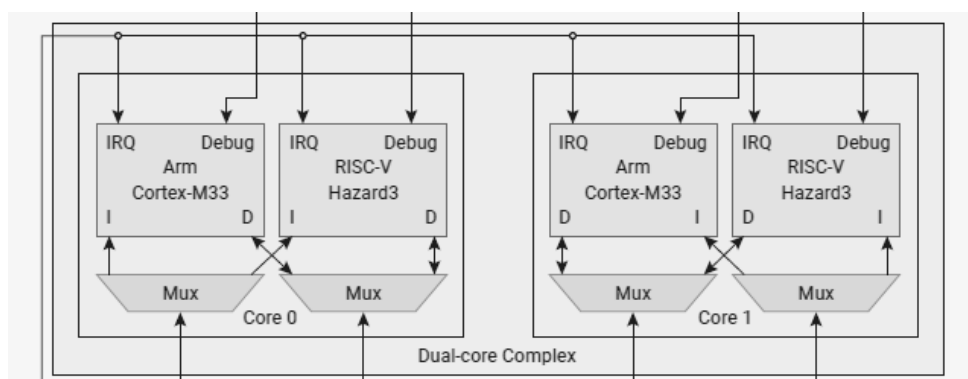 IRQ Debug
Arm
Cortex-M33
I D
IRQ Debug
RISC-V
Hazard3
I D
Mux
Mux
Core 0
IRQ Debug
Arm
Cortex-M33
D I
IRQ Debug
RISC-V
Hazard3
D I
Mux
Mux
Core 1
Dual-core Complex